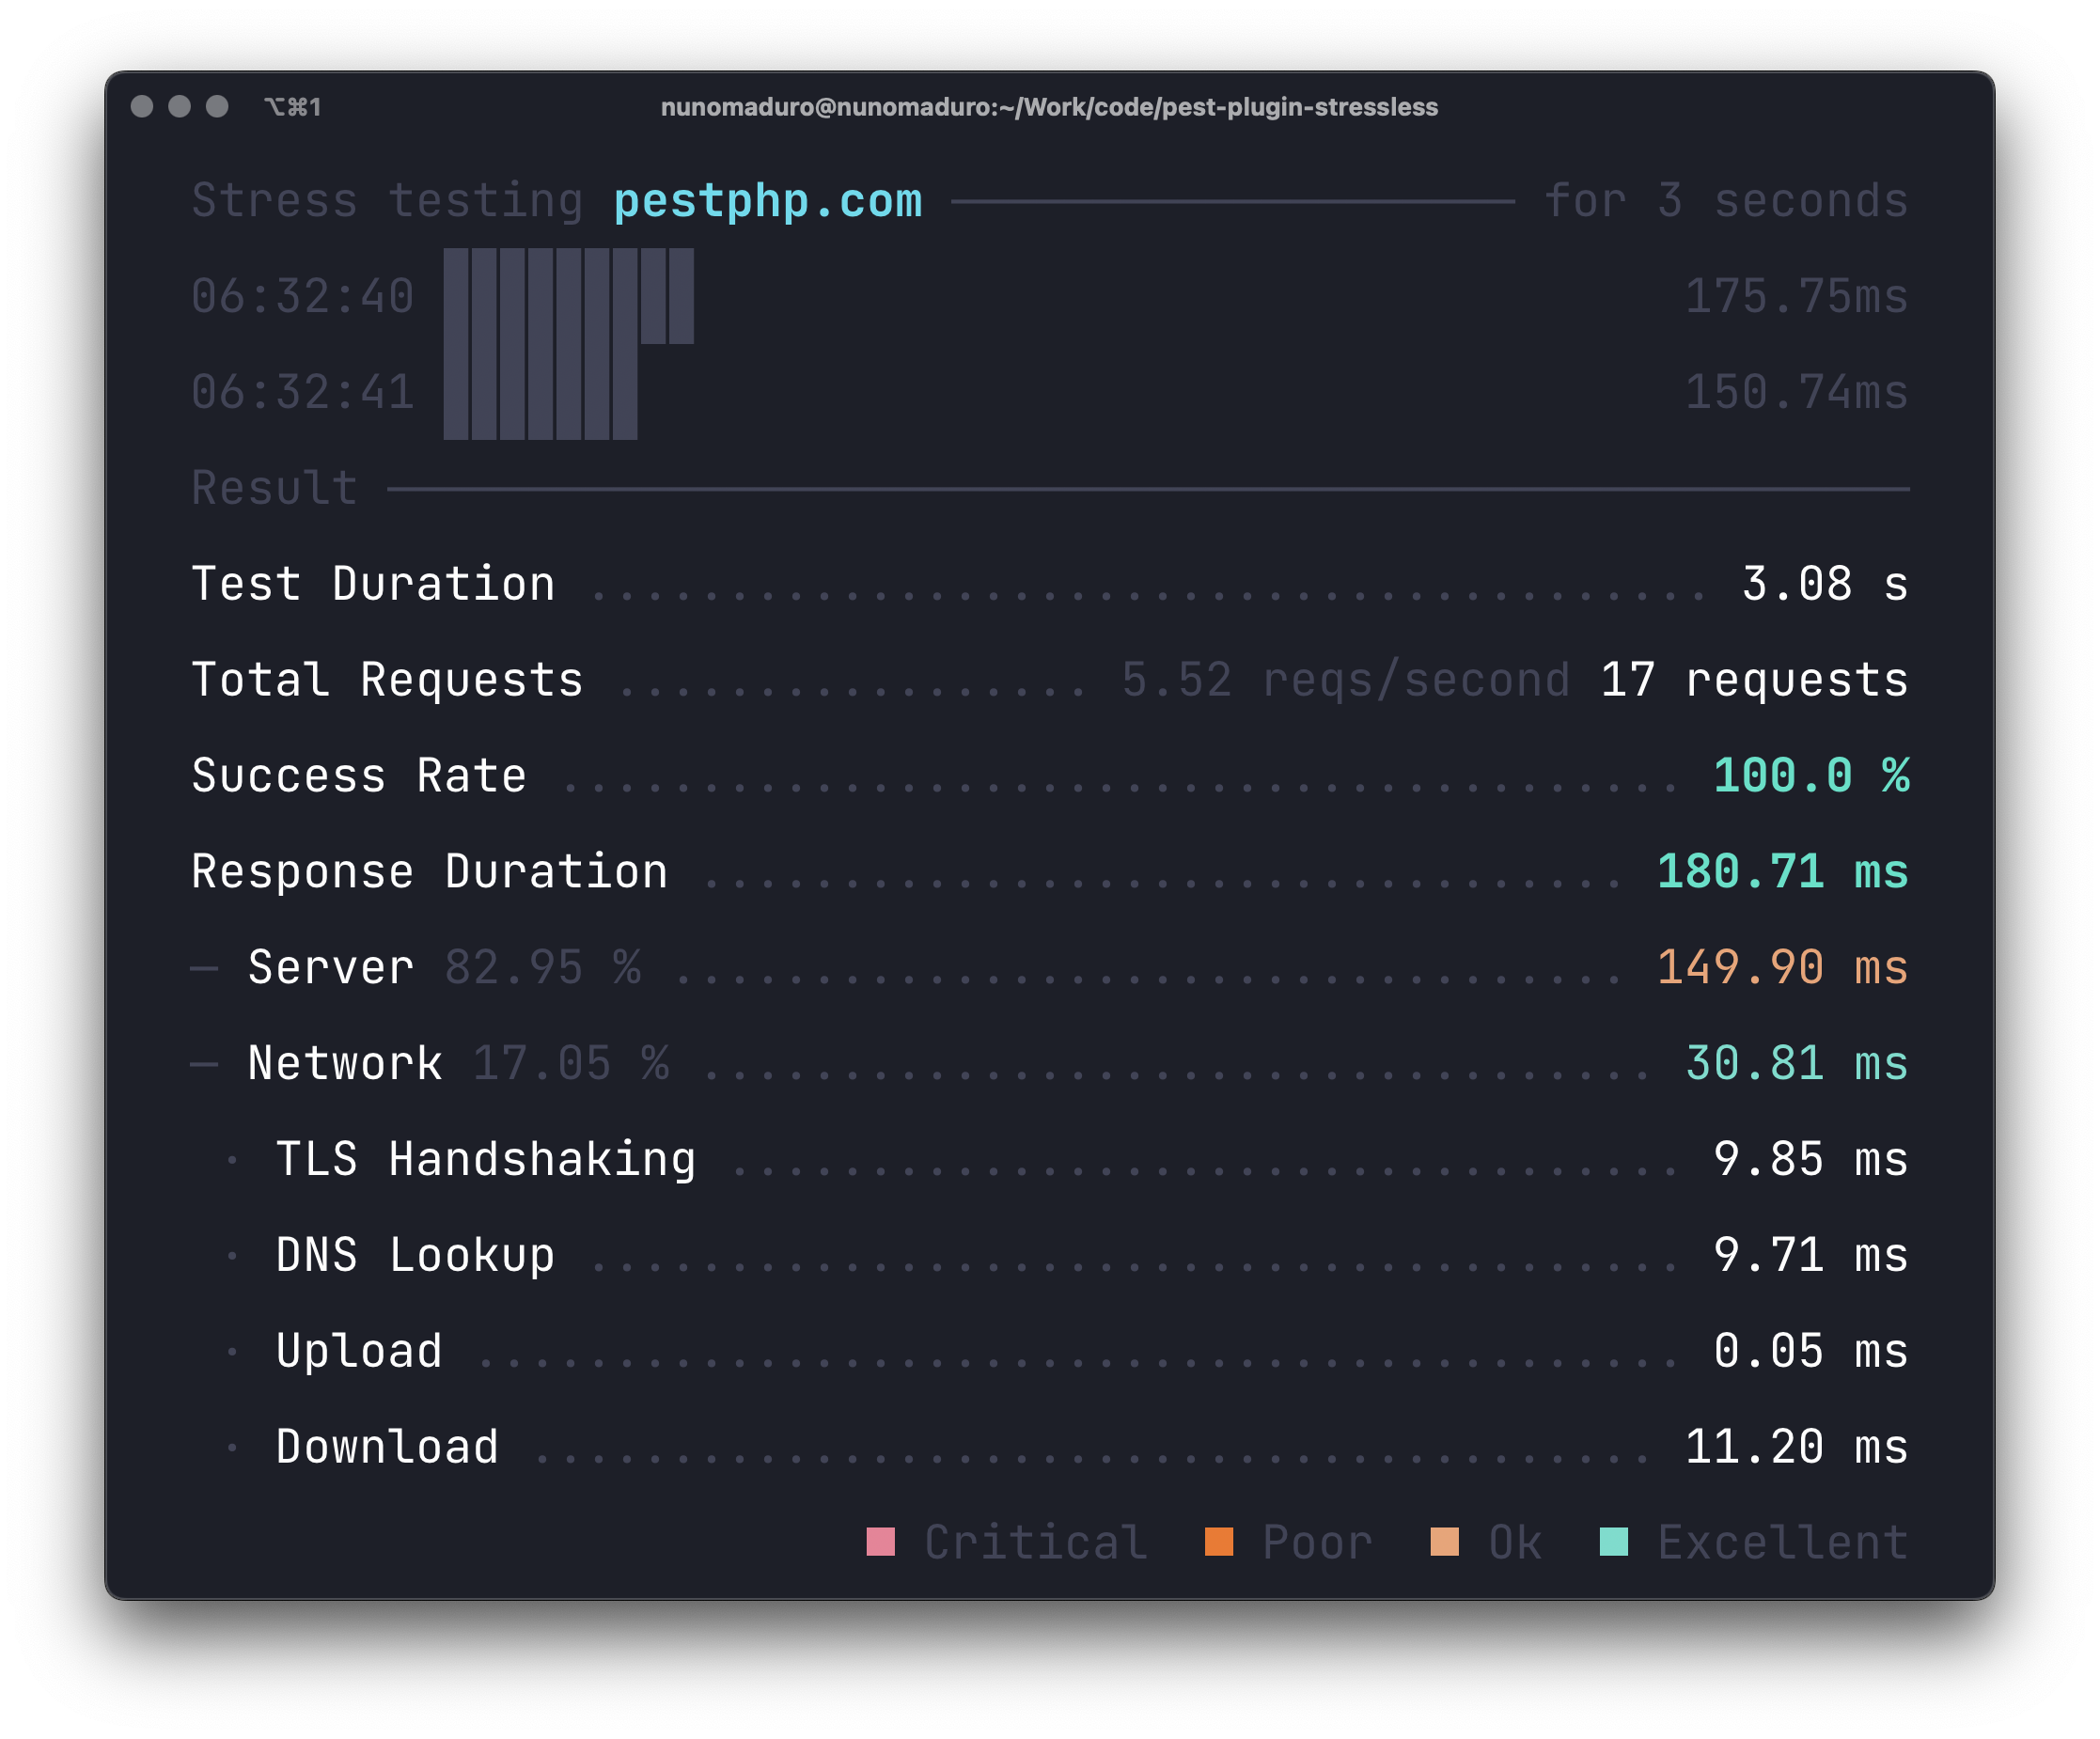 ⌥⌘1 nunomaduro@nunomaduro:~/Work/code/pest-plugin-stressless
Stress testing pestphp.com ──────────────────── for 3 seconds
06:32:40 175.75ms
06:32:41 150.74ms
Result ──────────────────────────────────────────────────────
Test Duration ........................................ 3.08 s
Total Requests ................. 5.52 reqs/second 17 requests
Success Rate ........................................ 100.0 %
Response Duration ................................. 180.71 ms
— Server 82.95 % .................................. 149.90 ms
— Network 17.05 % .................................. 30.81 ms
· TLS Handshaking .................................. 9.85 ms
· DNS Lookup ....................................... 9.71 ms
· Upload ........................................... 0.05 ms
· Download ........................................ 11.20 ms
■ Critical ■ Poor ■ Ok ■ Excellent